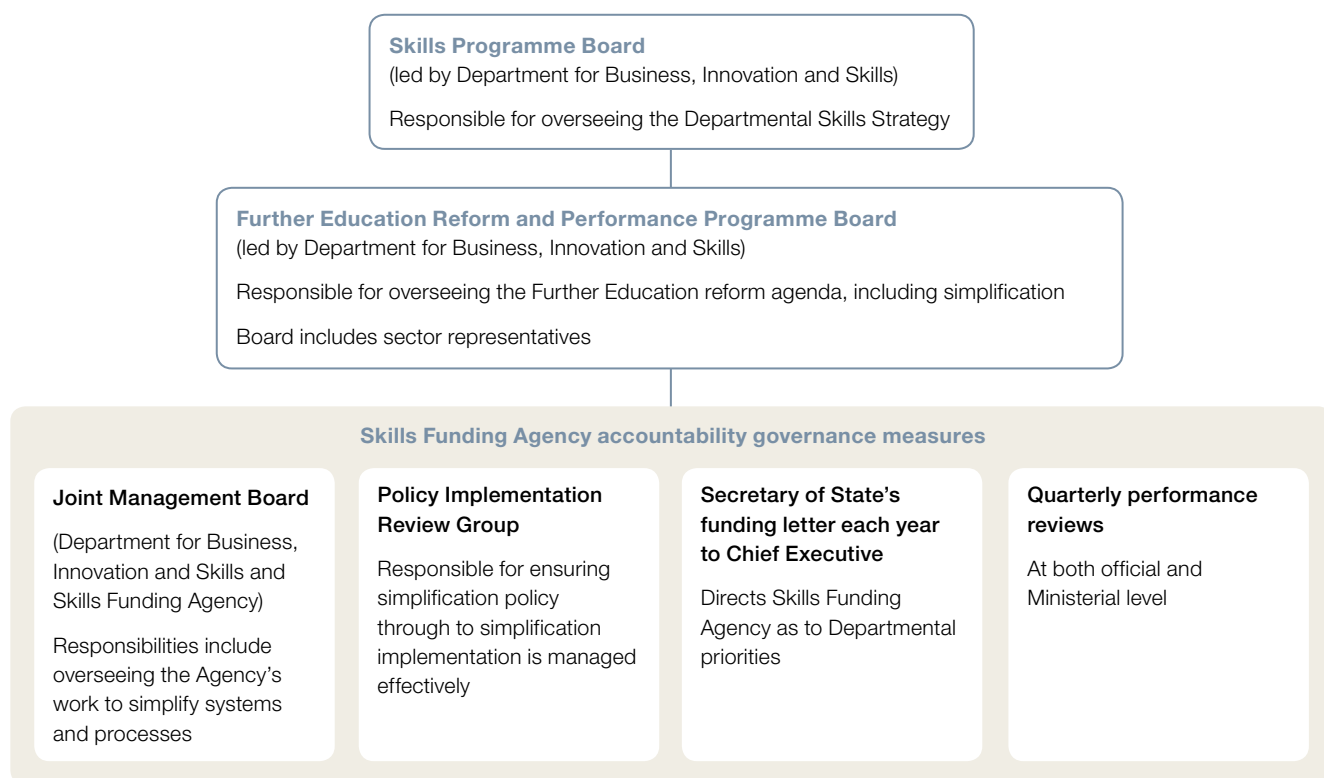 Skills Programme Board
(led by Department for Business, Innovation and Skills)
Responsible for overseeing the Departmental Skills Strategy
Further Education Reform and Performance Programme Board
(led by Department for Business, Innovation and Skills)
Responsible for overseeing the Further Education reform agenda, including simplification
Board includes sector representatives
Skills Funding Agency accountability governance measures
Joint Management Board
(Department for Business,
Innovation and Skills and
Skills Funding Agency)
Responsibilities include
overseeing the Agency's
work to simplify systems
and processes
Policy Implementation
Review Group
Responsible for ensuring
simplification policy
through to simplification
implementation is managed
effectively
Secretary of State's
funding letter each year
to Chief Executive
Directs Skills Funding
Agency as to Departmental
priorities
Quarterly performance
reviews
At both official and
Ministerial level